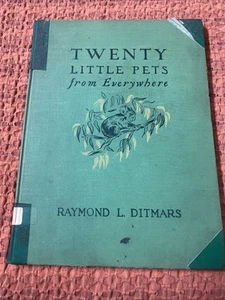 TWENTY
LITTLE PETS
from Everywhere
RAYMOND L. DITMARS